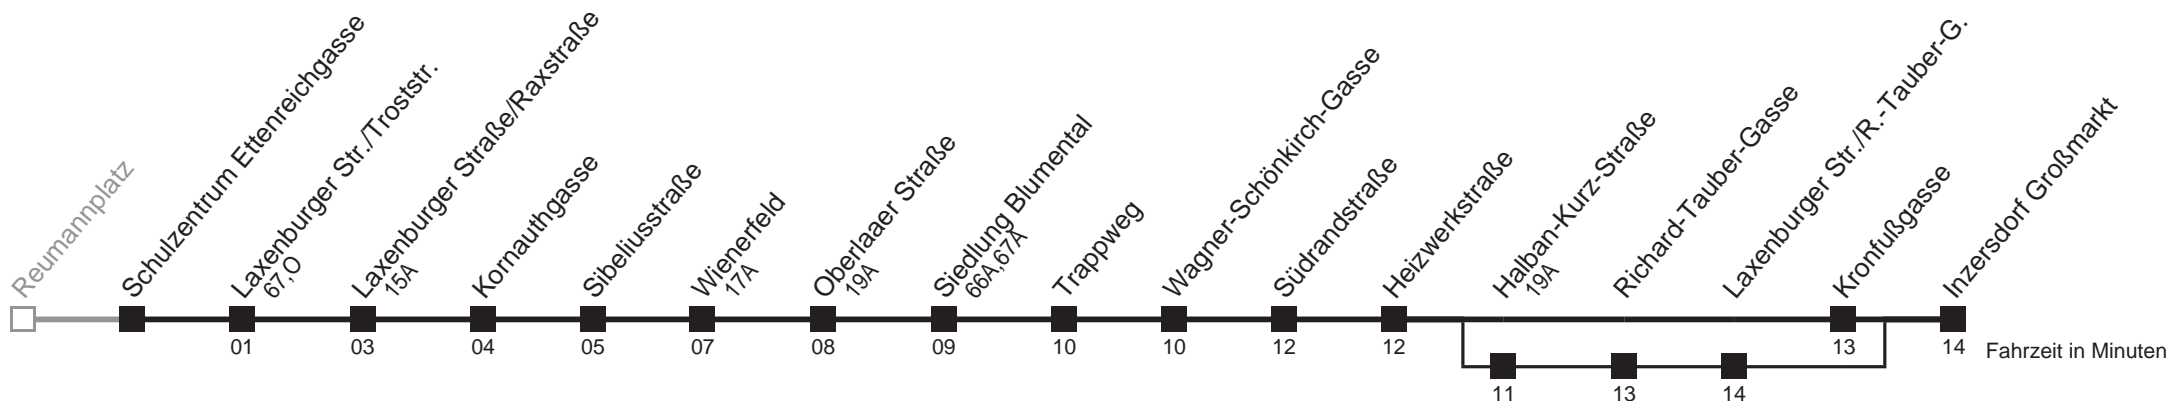 Reumannplatz
Schulzentrum Ettenreichgasse
Laxenburger Str./Troststr.
67,O
Laxenburger Straße/Raxstraße
15A
Kornauthgasse
Sibeliusstraße
Wienerfeld
17A
Oberlaaer Straße
19A
Siedlung Blumental
66A,67A
Trappweg
Wagner-Schönkirch-Gasse
Südrandstraße
Heizwerkstraße
Halban-Kurz-Straße
19A
Richard-Tauber-Gasse
Laxenburger Str./R.-Tauber-G.
Kronfußgasse
Inzersdorf Großmarkt
01 03 04 05 07 08 09 10 10 12 12 13 14 Fahrzeit in Minuten
11 13 14